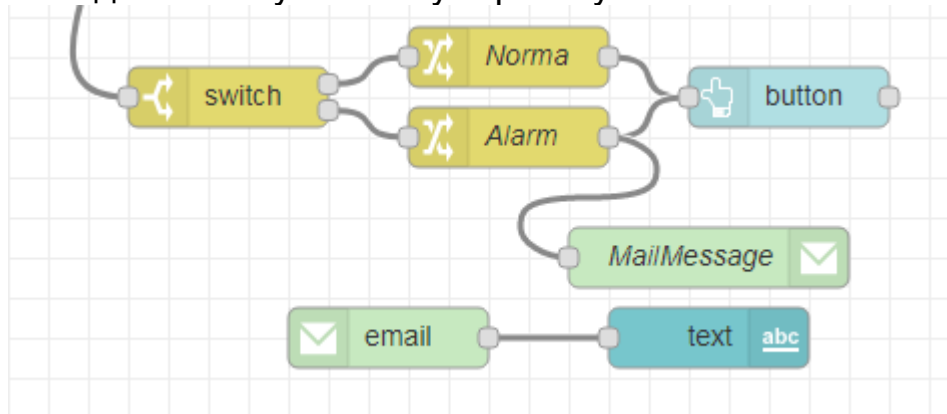 Norma
switch
button
Alarm
MailMessage
email
text abc